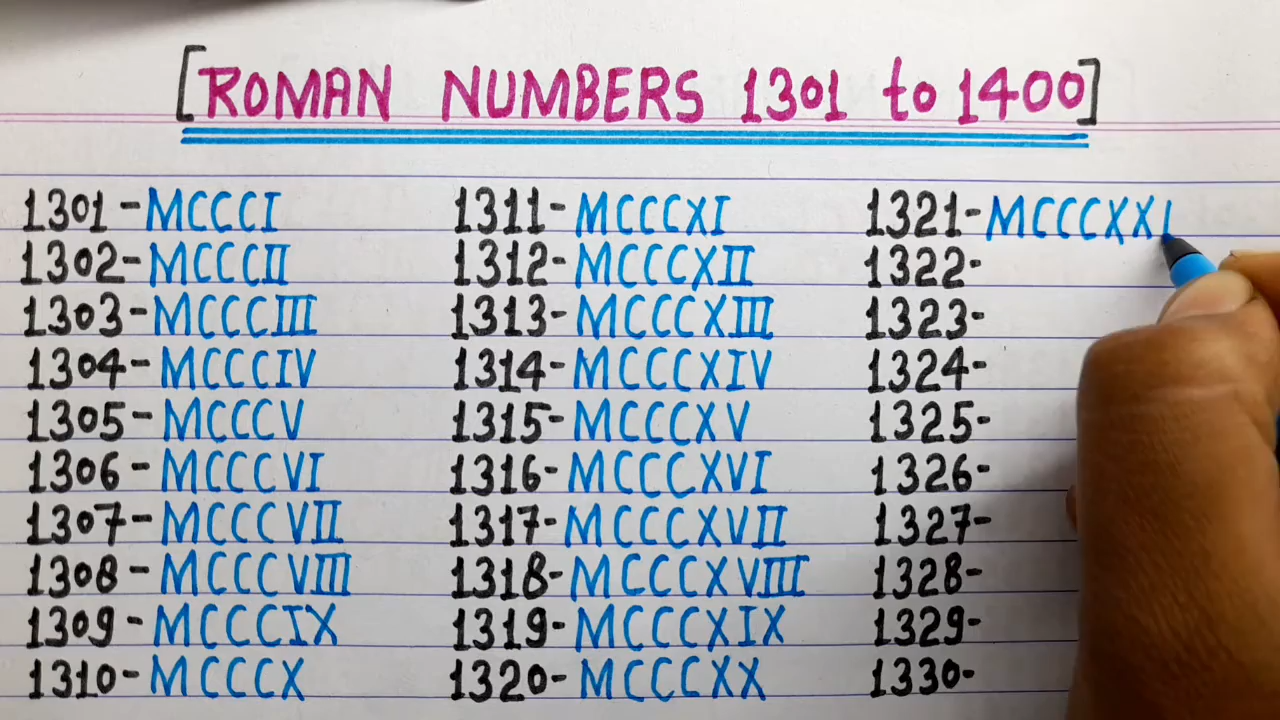 [ROMAN NUMBERS 1301 to 1400]
1301-MCCCI
1302-MCCCII
1303-MCCCIII
1304-MCCCIV
1305-MCCCV
1306-MCCCVI
1307-MCCCVII
1308-MCCCVIII
1309-MCCCIX
1310-MCCCX
1311-MCCCXI
1312-MCCCXII
1313-MCCCXIII
1314-MCCCXIV
1315-MCCCXV
1316-MCCCXVI
1317-MCCCXVII
1318-MCCCXVIII
1319-MCCCXIX
1320-MCCCXX
1321-MCCCXXI
1322-
1323-
1324-
1325-
1326-
1327-
1328-
1329-
1330-